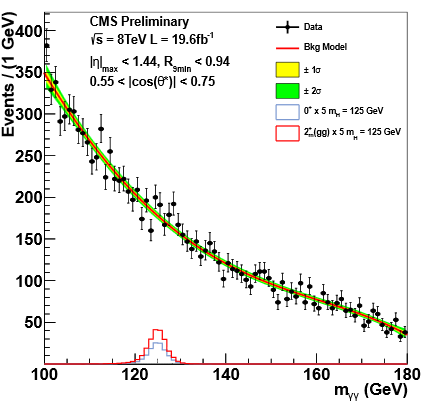 CMS Preliminary
√s = 8TeV L = 19.6fb⁻¹
|η|max < 1.44, R9min < 0.94
0.55 < |cos(θ*)| < 0.75
Data
Bkg Model
± 1σ
± 2σ
0⁺ x 5 mH = 125 GeV
2⁺m(gg) x 5 mH = 125 GeV
Events / (1 GeV)
400
350
300
250
200
150
100
50
100 120 140 160 180
mγγ (GeV)